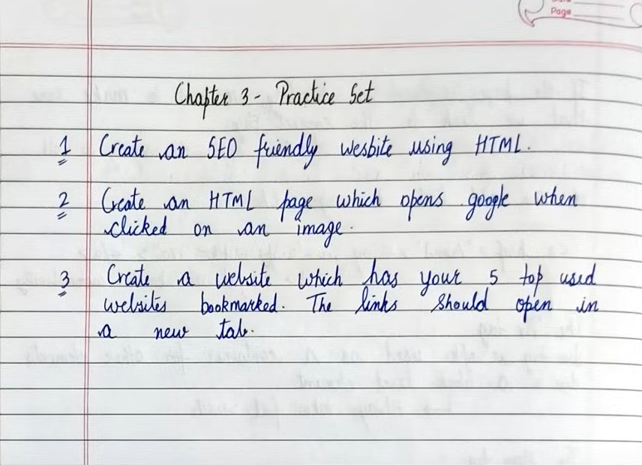 Page
Chapter 3 - Practice Set
1 Create an SEO friendly wesbite using HTML.
2 Create an HTML page which opens google when
clicked on an image.
3 Create a website which has your 5 top used
websites bookmarked. The links should open in
a new tab.